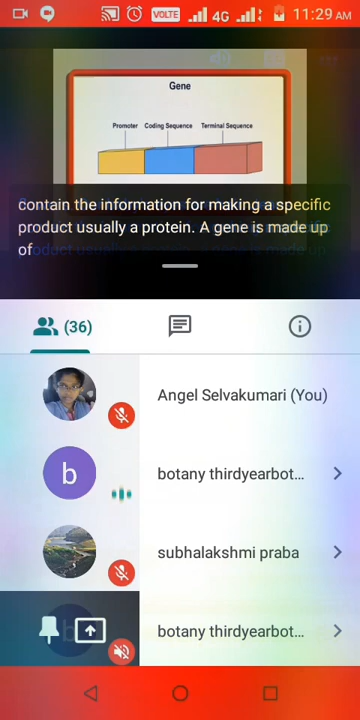 VOLTE 4G 11:29 AM
Gene
Promoter Coding Sequence Terminal Sequence
contain the information for making a specific
product usually a protein. A gene is made up
of
(36)
Angel Selvakumari (You)
b botany thirdyearbot...
subhalakshmi praba
botany thirdyearbot...